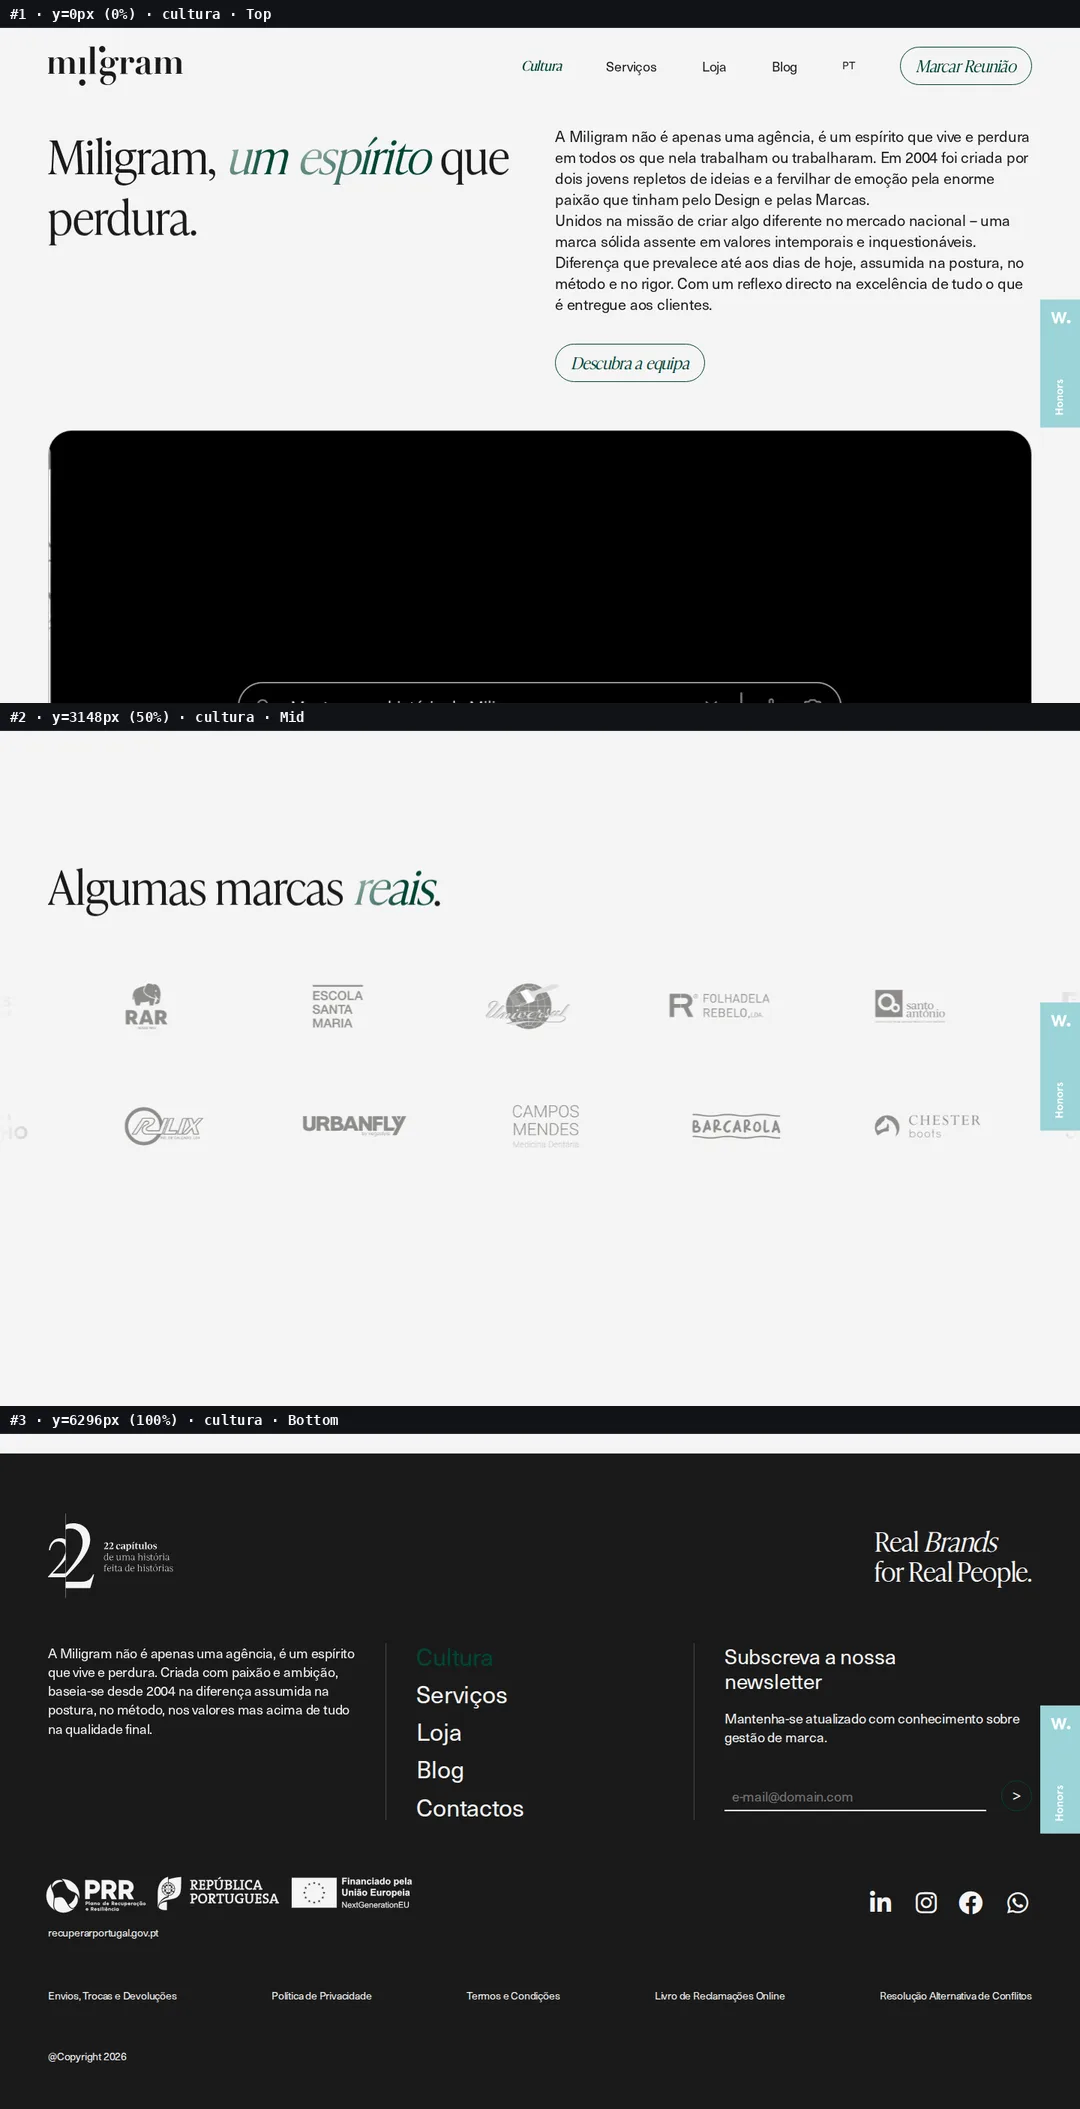 #1 · y=0px (0%) · cultura · Top
miligram
Cultura
Serviços
Loja
Blog
PT
Marcar Reunião
Miligram, um espírito que
perdura.
A Miligram não é apenas uma agência, é um espírito que vive e perdura
em todos os que nela trabalham ou trabalharam. Em 2004 foi criada por
dois jovens repletos de ideias e a fervilhar de emoção pela enorme
paixão que tinham pelo Design e pelas Marcas.
Unidos na missão de criar algo diferente no mercado nacional – uma
marca sólida assente em valores intemporais e inquestionáveis.
Diferença que prevalece até aos dias de hoje, assumida na postura, no
método e no rigor. Com um reflexo directo na excelência de tudo o que
é entregue aos clientes.
Descubra a equipa
W.
Honors
#2 · y=3148px (50%) · cultura · Mid
Algumas marcas reais.
RAR
ESCOLA
SANTA
MARIA
Universal
R FOLHADELA
REBELO, LDA.
santo
antónio
RILIX
URBANFLY
CAMPOS
MENDES
Medicina Dentária
BARCAROLA
CHESTER
boots
W.
Honors
#3 · y=6296px (100%) · cultura · Bottom
22
22 capítulos
de uma história
feita de histórias
Real Brands
for Real People.
A Miligram não é apenas uma agência, é um espírito
que vive e perdura. Criada com paixão e ambição,
baseia-se desde 2004 na diferença assumida na
postura, no método, nos valores mas acima de tudo
na qualidade final.
Cultura
Serviços
Loja
Blog
Contactos
Subscreva a nossa
newsletter
Mantenha-se atualizado com conhecimento sobre
gestão de marca.
e-mail@domain.com
>
W.
Honors
PRR
Plano de Recuperação
e Resiliência
REPÚBLICA
PORTUGUESA
Financiado pela
União Europeia
NextGenerationEU
in
recuperarportugal.gov.pt
Envios, Trocas e Devoluções
Política de Privacidade
Termos e Condições
Livro de Reclamações Online
Resolução Alternativa de Conflitos
@Copyright 2026